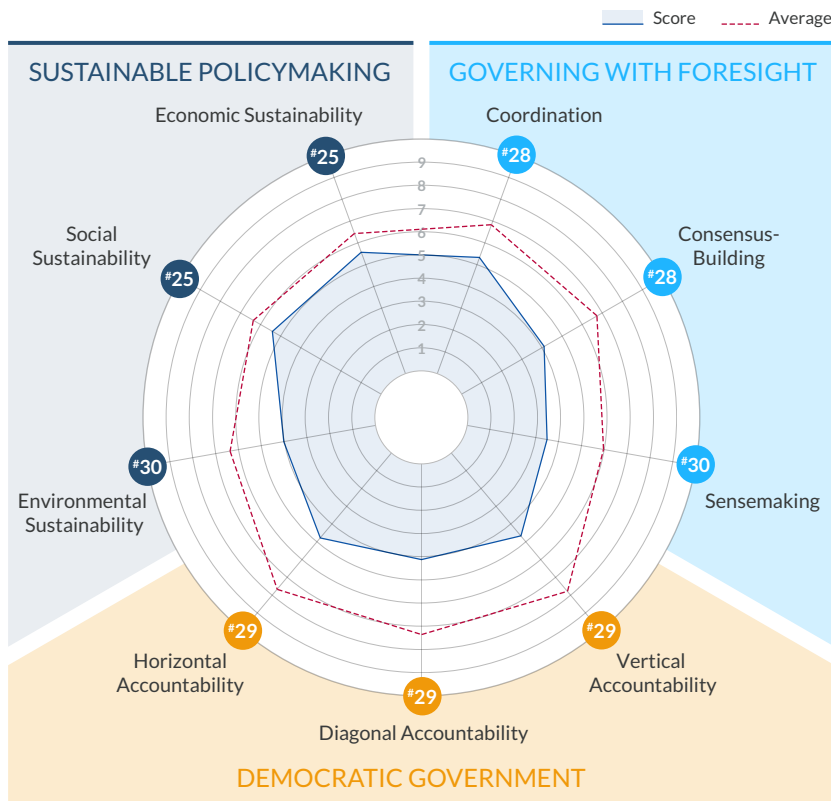 Score
Average
SUSTAINABLE POLICYMAKING
GOVERNING WITH FORESIGHT
Economic Sustainability
Coordination
#25
#28
9
8
7
6
5
4
3
2
1
Social
Sustainability
#25
Consensus-
Building
#28
#30
Environmental
Sustainability
#30
Sensemaking
#29
Horizontal
Accountability
#29
Vertical
Accountability
#29
Diagonal Accountability
DEMOCRATIC GOVERNMENT